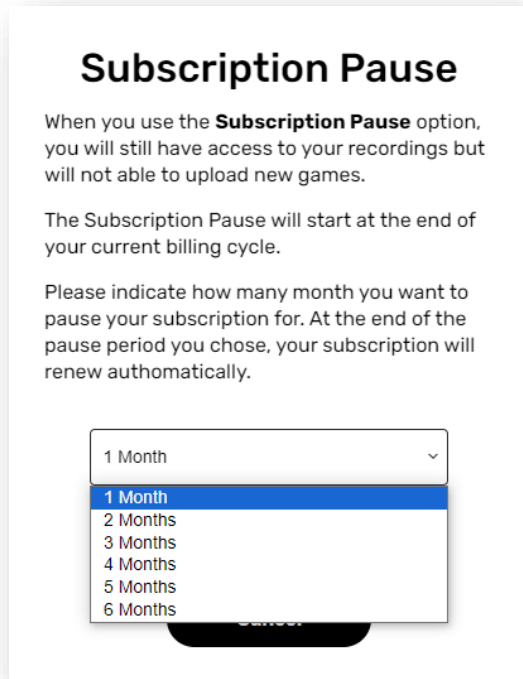 Subscription Pause
When you use the Subscription Pause option,
you will still have access to your recordings but
will not able to upload new games.
The Subscription Pause will start at the end of
your current billing cycle.
Please indicate how many month you want to
pause your subscription for. At the end of the
pause period you chose, your subscription will
renew authomatically.
1 Month
1 Month
2 Months
3 Months
4 Months
5 Months
6 Months